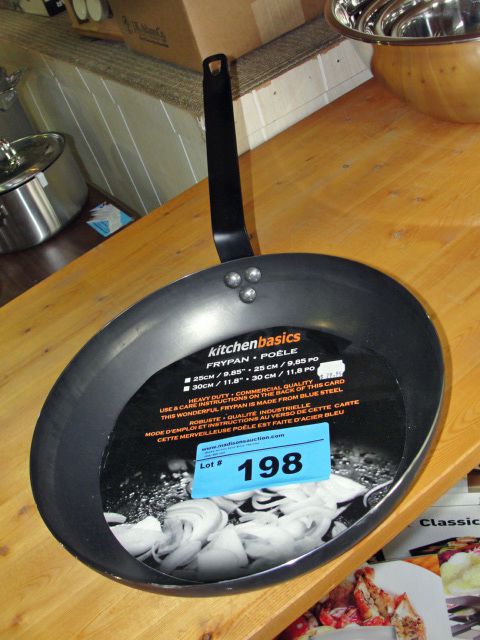 kitchenbasics
FRYPAN • POÊLE
25CM / 9.85" • 25 CM / 9,85 PO
30CM / 11.8" • 30 CM / 11,8 PO
HEAVY DUTY • COMMERCIAL QUALITY
USE & CARE INSTRUCTIONS ON THE BACK OF THIS CARD
THIS WONDERFUL FRYPAN IS MADE FROM BLUE STEEL
ROBUSTE • QUALITÉ INDUSTRIELLE
MODE D'EMPLOI ET INSTRUCTIONS AU VERSO DE CETTE CARTE
CETTE MERVEILLEUSE POÊLE EST FAITE D'ACIER BLEU
www.madisonsauction.com
Lot # 198
Classic